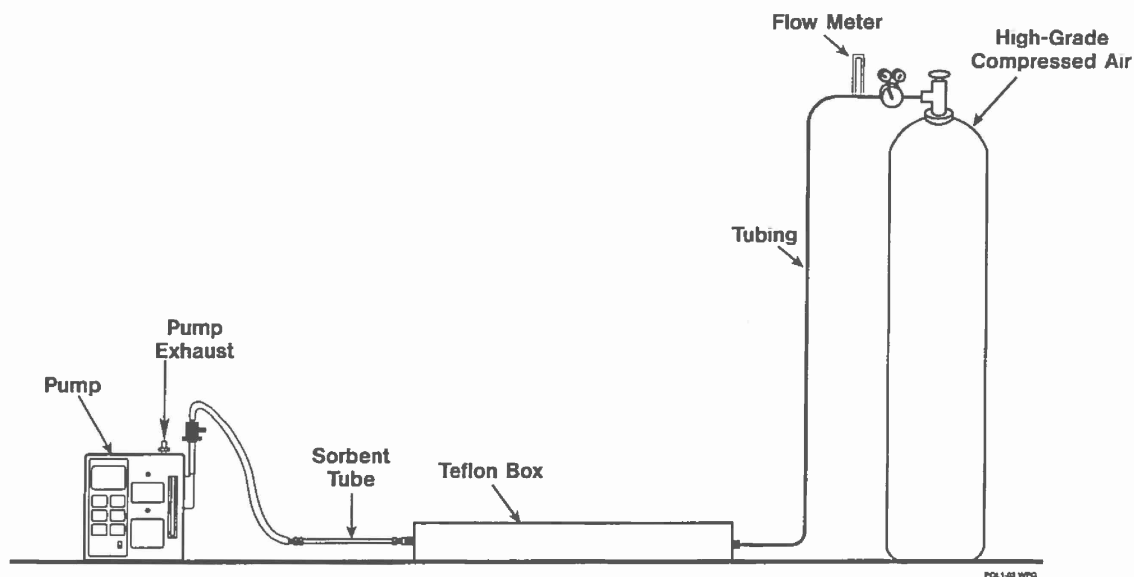 Flow Meter
High-Grade
Compressed Air
Tubing
Pump
Exhaust
Pump
Sorbent
Tube
Teflon Box